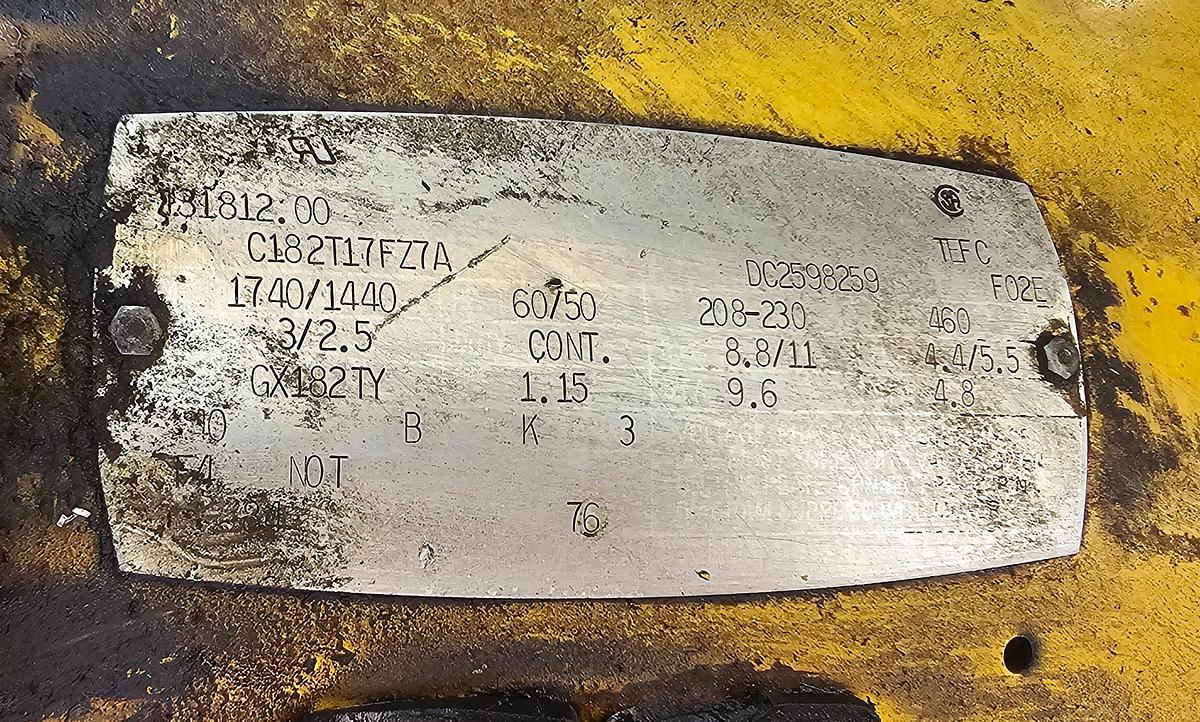 131812.00
TEFC
C182T17FZ7A DC2598259 F02E
1740/1440 60/50 208-230 460
3/2.5 CONT. 8.8/11 4.4/5.5
GX182TY 1.15 9.6 4.8
B K 3
NOT
76